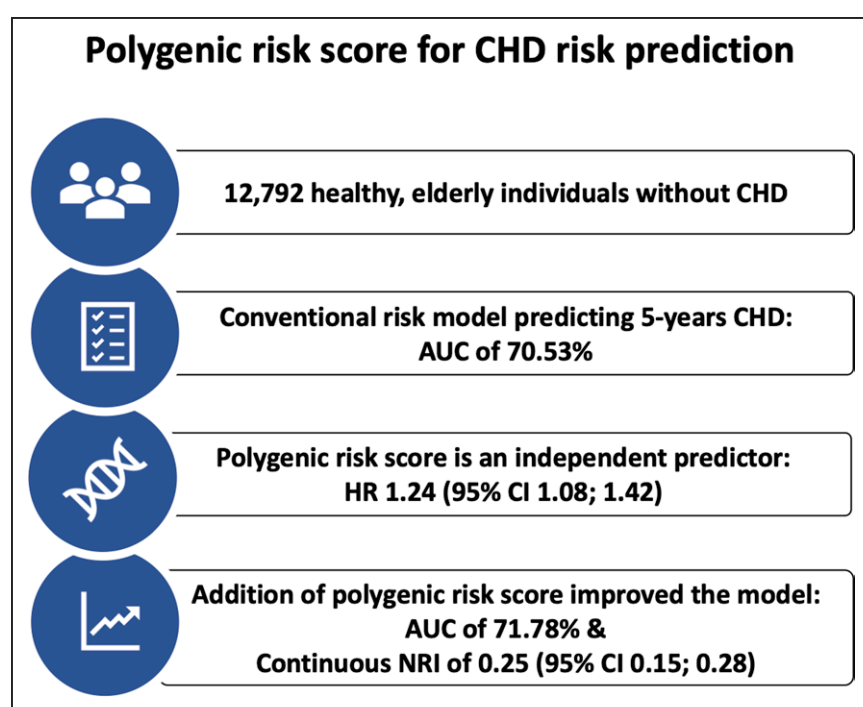 Polygenic risk score for CHD risk prediction
12,792 healthy, elderly individuals without CHD
Conventional risk model predicting 5-years CHD:
AUC of 70.53%
Polygenic risk score is an independent predictor:
HR 1.24 (95% CI 1.08; 1.42)
Addition of polygenic risk score improved the model:
AUC of 71.78% &
Continuous NRI of 0.25 (95% CI 0.15; 0.28)